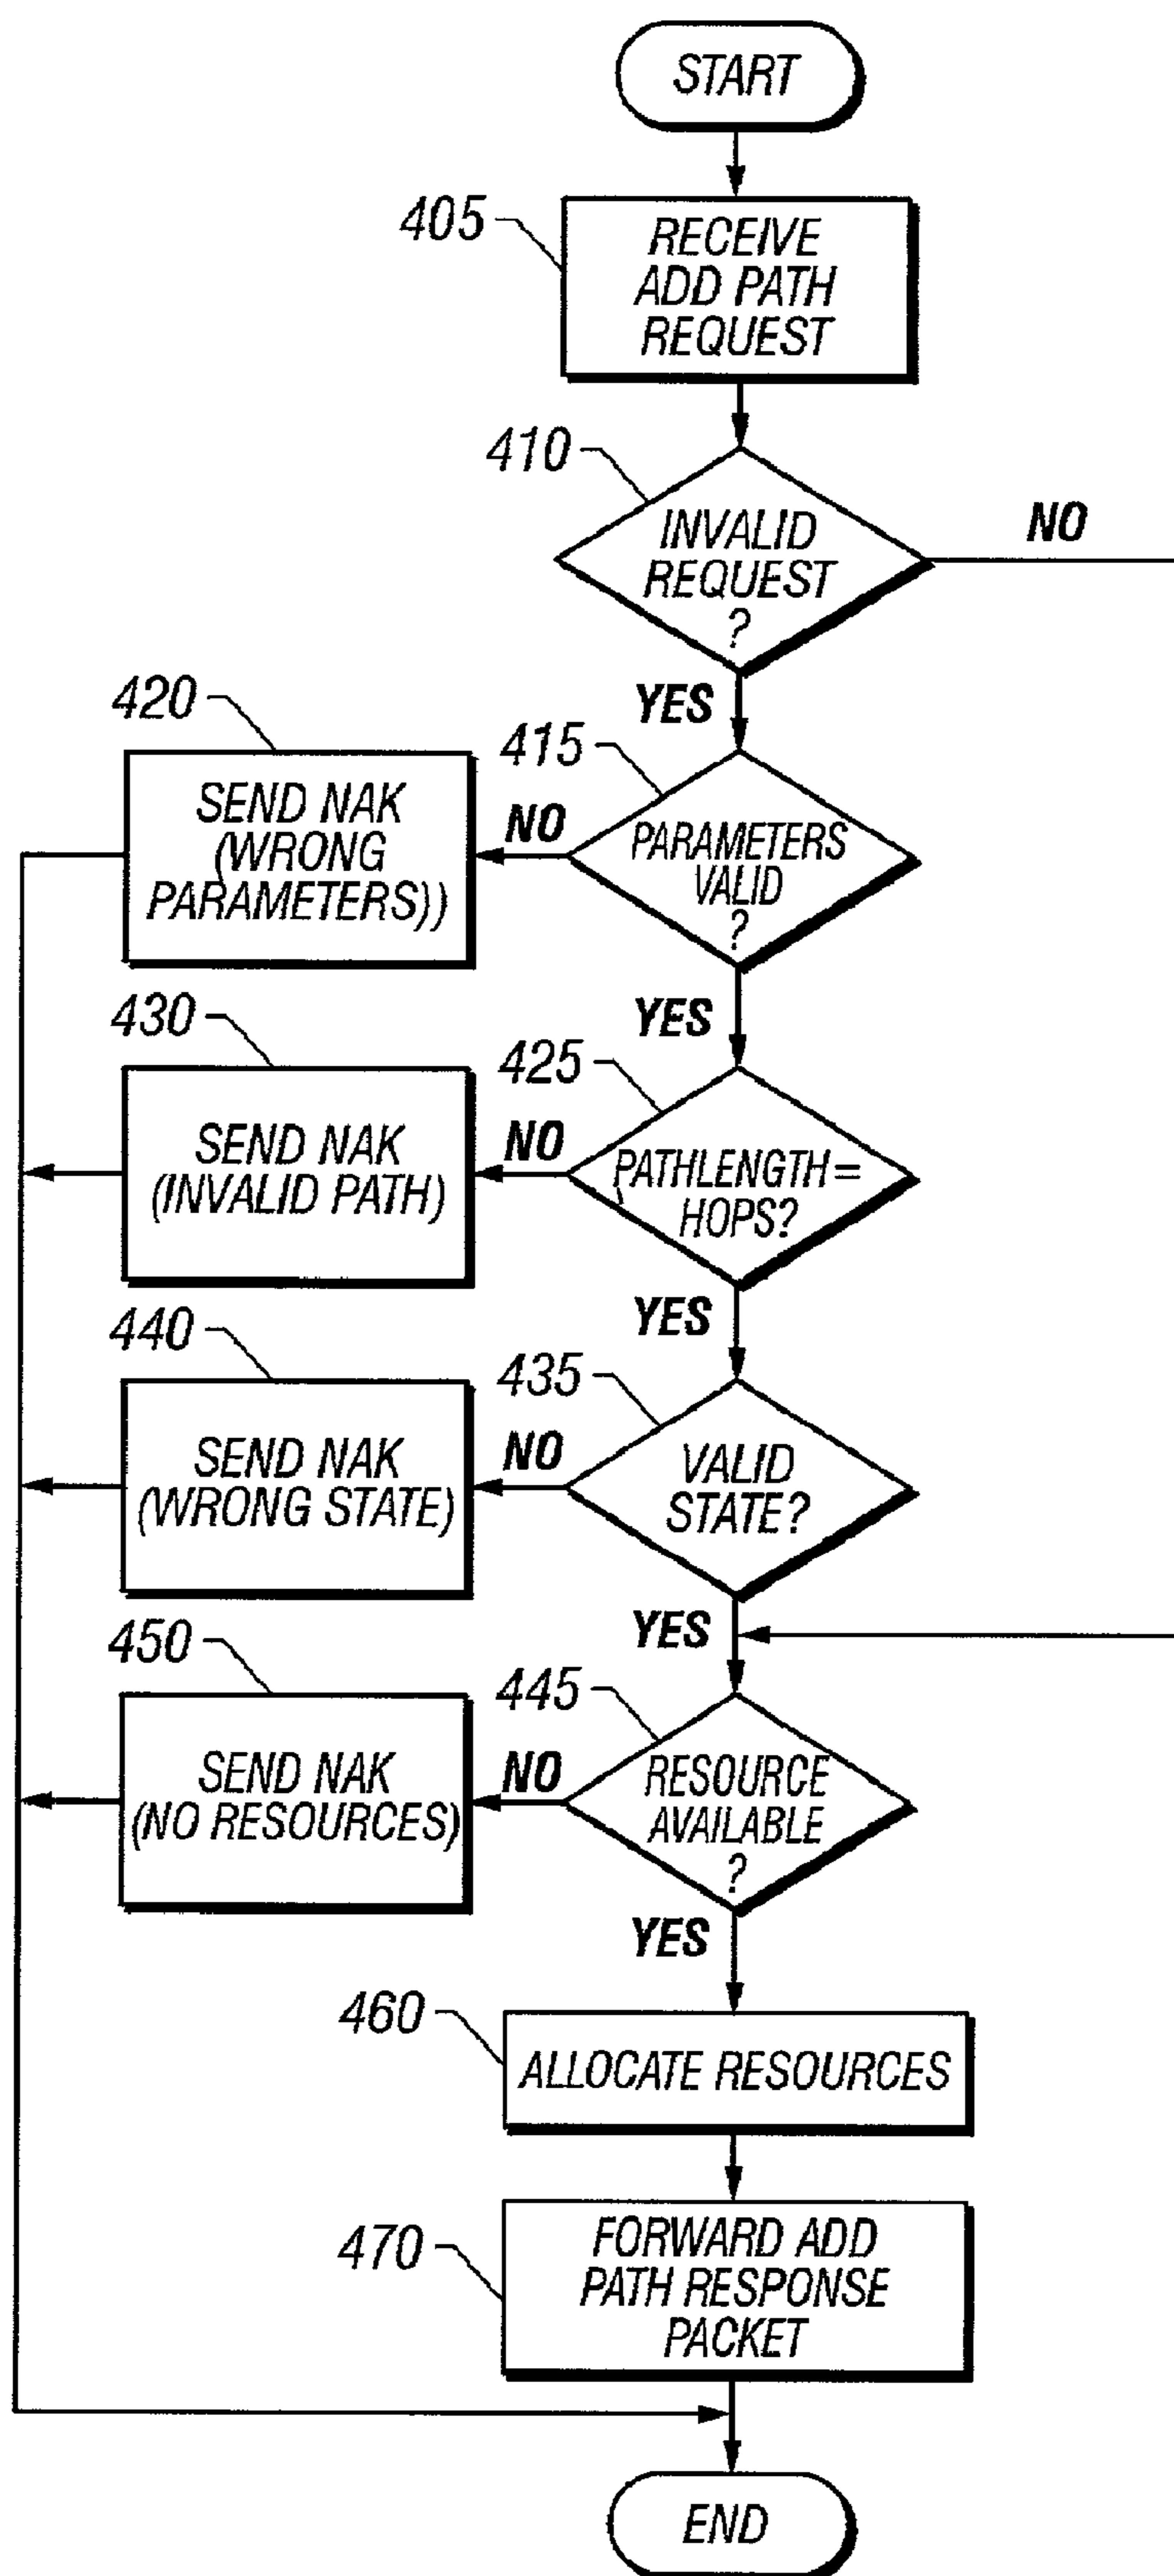 START
405
RECEIVE
ADD PATH
REQUEST
410
INVALID
REQUEST
?
NO
YES
420
SEND NAK
(WRONG
PARAMETERS))
415
NO
PARAMETERS
VALID
?
YES
430
SEND NAK
(INVALID PATH)
425
NO
PATHLENGTH =
HOPS?
YES
440
SEND NAK
(WRONG STATE)
435
NO
VALID
STATE?
YES
450
SEND NAK
(NO RESOURCES)
445
NO
RESOURCE
AVAILABLE
?
YES
460
ALLOCATE RESOURCES
470
FORWARD ADD
PATH RESPONSE
PACKET
END